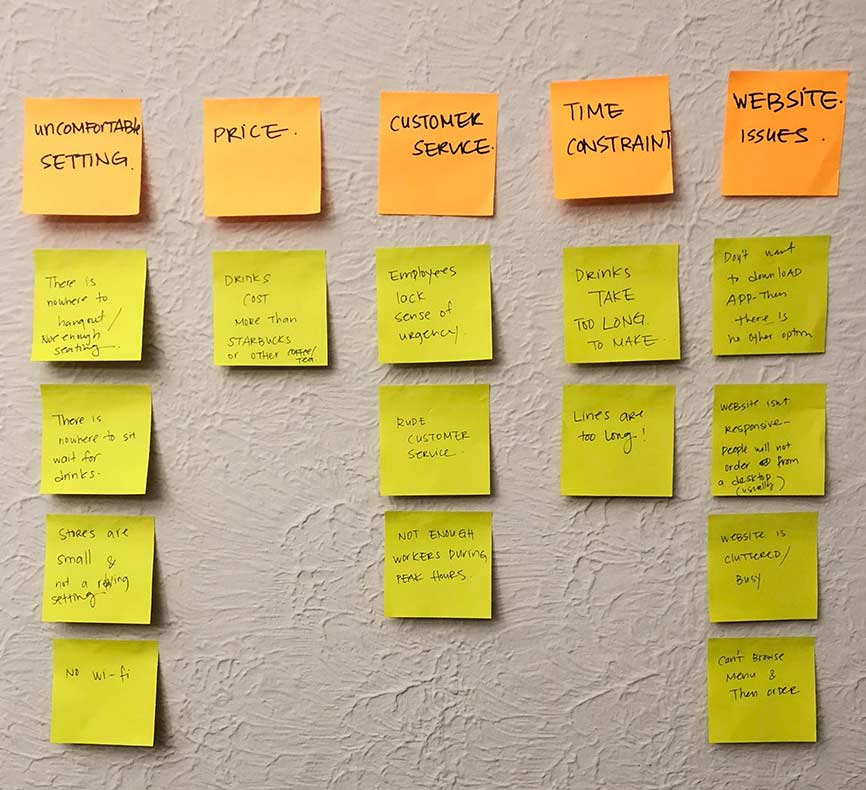 UNCOMFORTABLE
SETTING.
PRICE.
CUSTOMER
SERVICE.
TIME
CONSTRAINT
WEBSITE.
ISSUES.
There is
nowhere to
hangout/
Not enough
seating.
There is
nowhere to sit
wait for
drinks.
Stores are
small &
not a
setting
No Wi-fi
DRINKS
COST
MORE Than
STARBUCKS
OR OTHER COFFEE/
TEA.
Employees
lack
sense of
urgency.
RUDE
CUSTOMER
SERVICE.
NOT ENOUGH
WORKERS DURING
PEAK HOURS.
DRINKS
TAKE
TOO LONG
TO MAKE.
Lines are
too long!
Don't want
to downlOAD
APP-Then
there is
no other option
WEBSITE isn't
RESPONSIVE-
people will not
order from
a desktop.
(usually)
WEBSITE IS
CLUTTERED/
BUSY
Can't Browse
Menu &
Then order